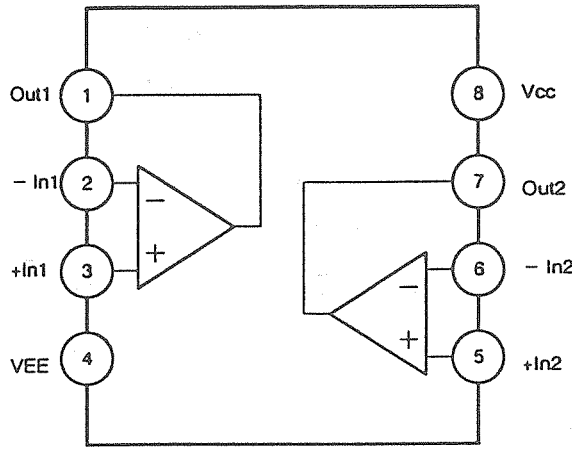 Out1 1
- In1 2
−
+In1 3
+
VEE 4
8 Vcc
7 Out2
6 - In2
−
5 +In2
+